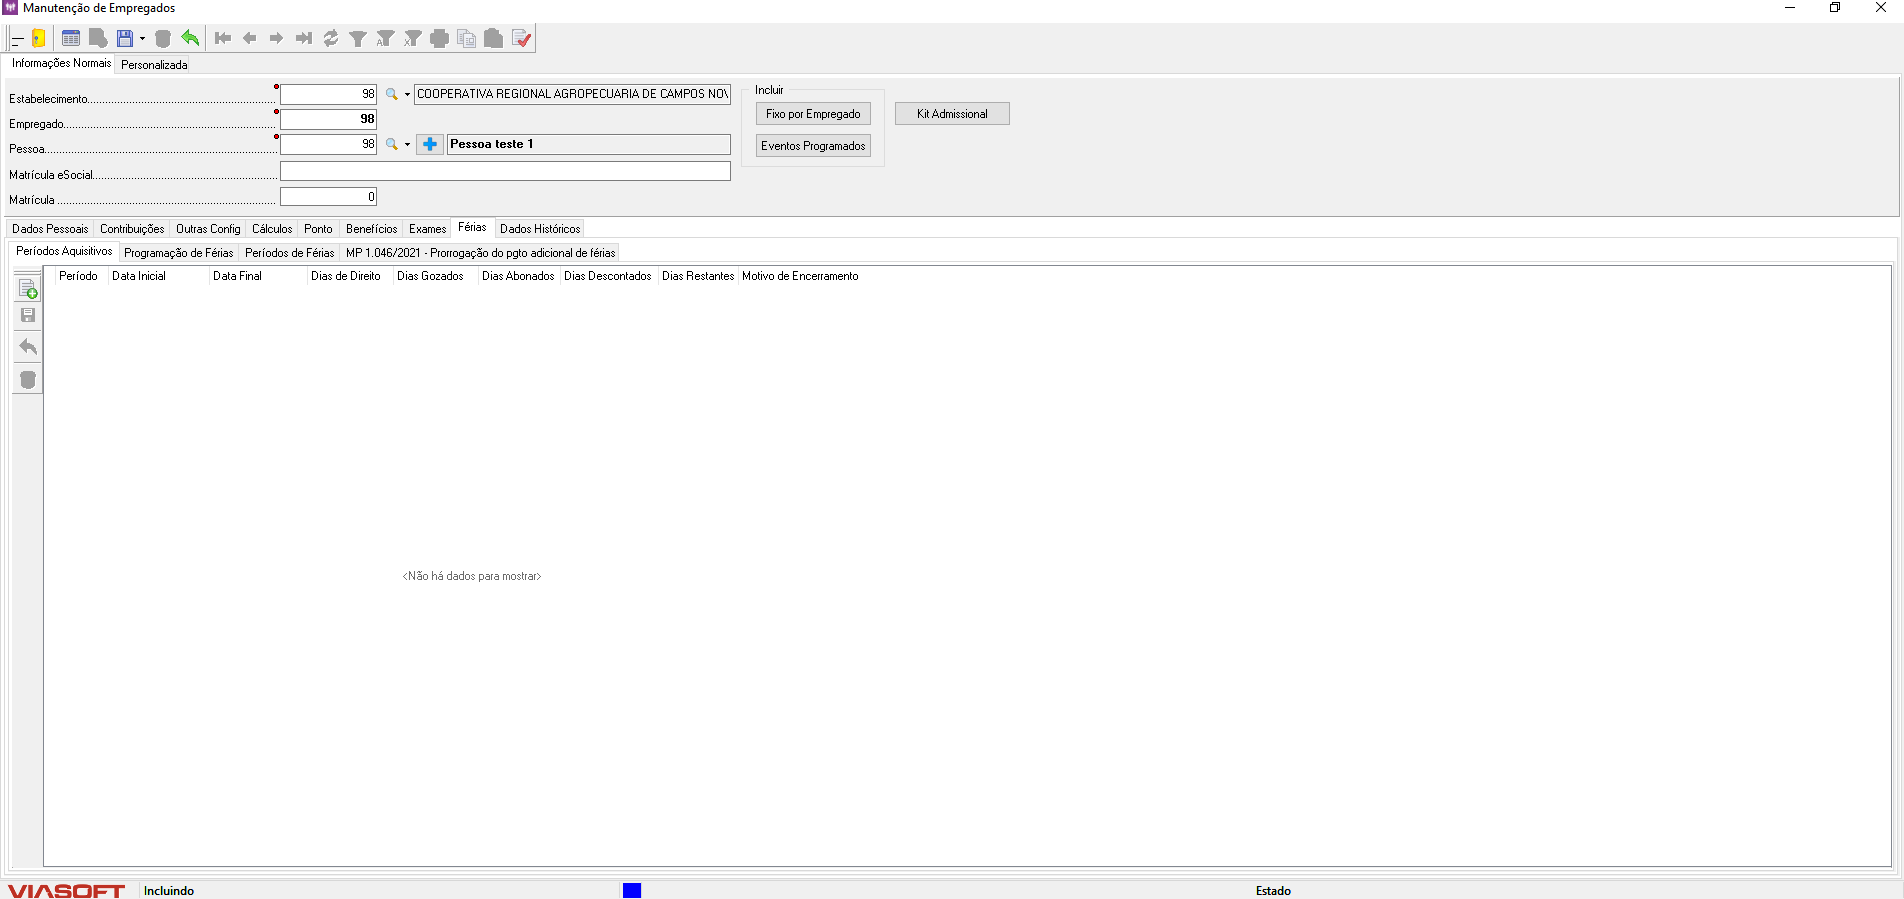 Manutenção de Empregados
Informações Normais Personalizada
Estabelecimento 98 COOPERATIVA REGIONAL AGROPECUARIA DE CAMPOS NOV
Empregado 98
Pessoa 98 Pessoa teste 1
Matrícula eSocial
Matrícula 0
Incluir
Fixo por Empregado
Eventos Programados
Kit Admissional
Dados Pessoais Contribuições Outras Config Cálculos Ponto Benefícios Exames Férias Dados Históricos
Períodos Aquisitivos Programação de Férias Períodos de Férias MP 1.046/2021 - Prorrogação do pgto adicional de férias
Período Data Inicial Data Final Dias de Direito Dias Gozados Dias Abonados Dias Descontados Dias Restantes Motivo de Encerramento
<Não há dados para mostrar>
VIASOFT Incluindo Estado